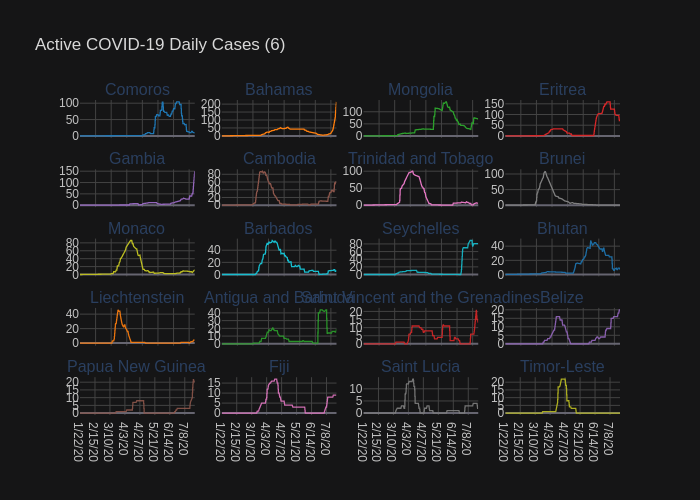 Active COVID-19 Daily Cases (6)
Comoros Bahamas Mongolia Eritrea
100 50 0 200 150 100 50 0 100 50 0 150 100 50 0
Gambia Cambodia Trinidad and Tobago Brunei
150 100 50 0 80 60 40 20 0 100 50 0 100 50 0
Monaco Barbados Seychelles Bhutan
80 60 40 20 0 40 20 0 80 60 40 20 0 40 20 0
Liechtenstein Antigua and Barbuda Saint Vincent and the Grenadines Belize
40 20 0 40 30 20 10 0 20 15 10 5 0 20 15 10 5 0
Papua New Guinea Fiji Saint Lucia Timor-Leste
20 15 10 5 0 15 10 5 0 10 5 0 20 15 10 5 0
1/22/20 2/15/20 3/10/20 4/3/20 4/27/20 5/21/20 6/14/20 7/8/20 1/22/20 2/15/20 3/10/20 4/3/20 4/27/20 5/21/20 6/14/20 7/8/20 1/22/20 2/15/20 3/10/20 4/3/20 4/27/20 5/21/20 6/14/20 7/8/20 1/22/20 2/15/20 3/10/20 4/3/20 4/27/20 5/21/20 6/14/20 7/8/20